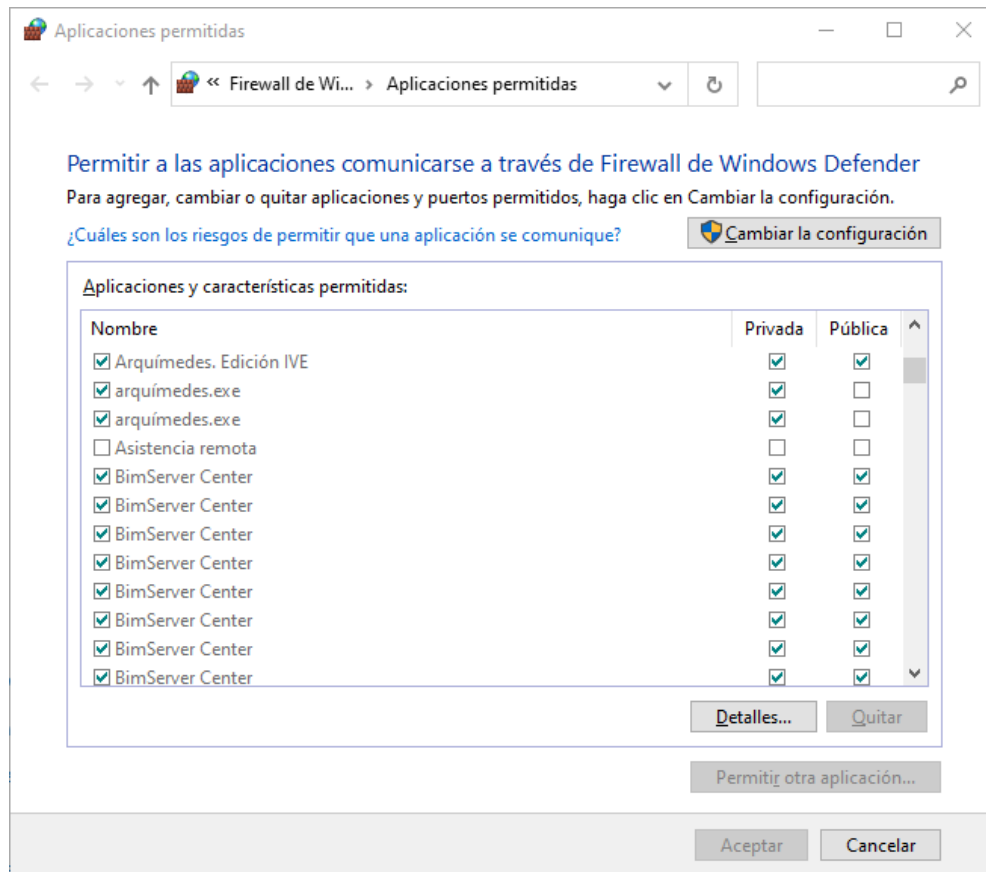 Aplicaciones permitidas
« Firewall de Wi... › Aplicaciones permitidas
Permitir a las aplicaciones comunicarse a través de Firewall de Windows Defender
Para agregar, cambiar o quitar aplicaciones y puertos permitidos, haga clic en Cambiar la configuración.
¿Cuáles son los riesgos de permitir que una aplicación se comunique? Cambiar la configuración
Aplicaciones y características permitidas:
Nombre Privada Pública
Arquímedes. Edición IVE
arquímedes.exe
arquímedes.exe
Asistencia remota
BimServer Center
BimServer Center
BimServer Center
BimServer Center
BimServer Center
BimServer Center
BimServer Center
BimServer Center
Detalles... Quitar
Permitir otra aplicación...
Aceptar Cancelar